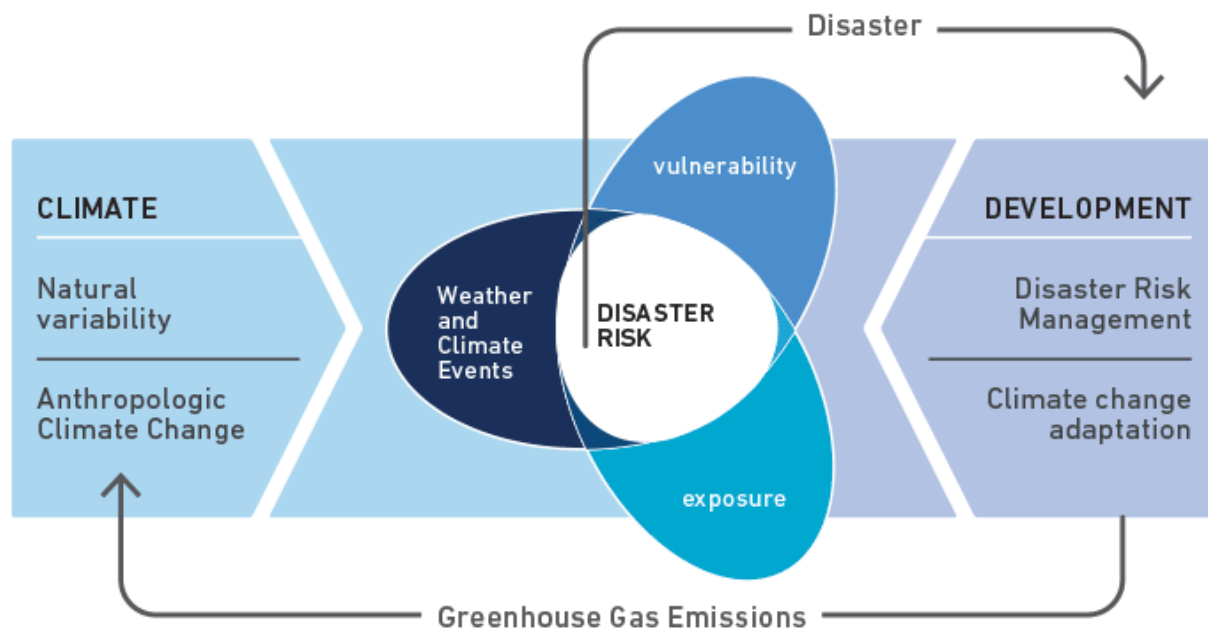 Disaster
CLIMATE
Natural
variability
Anthropologic
Climate Change
Weather
and
Climate
Events
vulnerability
DISASTER
RISK
exposure
DEVELOPMENT
Disaster Risk
Management
Climate change
adaptation
Greenhouse Gas Emissions